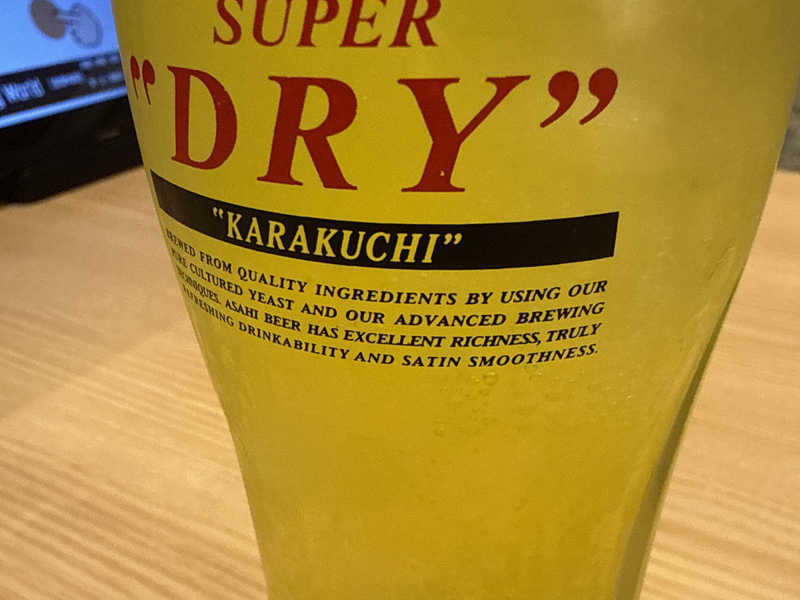 SUPER
"DRY"
"KARAKUCHI"
BREWED FROM QUALITY INGREDIENTS BY USING OUR
PURE CULTURED YEAST AND OUR ADVANCED BREWING
TECHNIQUES. ASAHI BEER HAS EXCELLENT RICHNESS, TRULY
REFRESHING DRINKABILITY AND SATIN SMOOTHNESS.
World